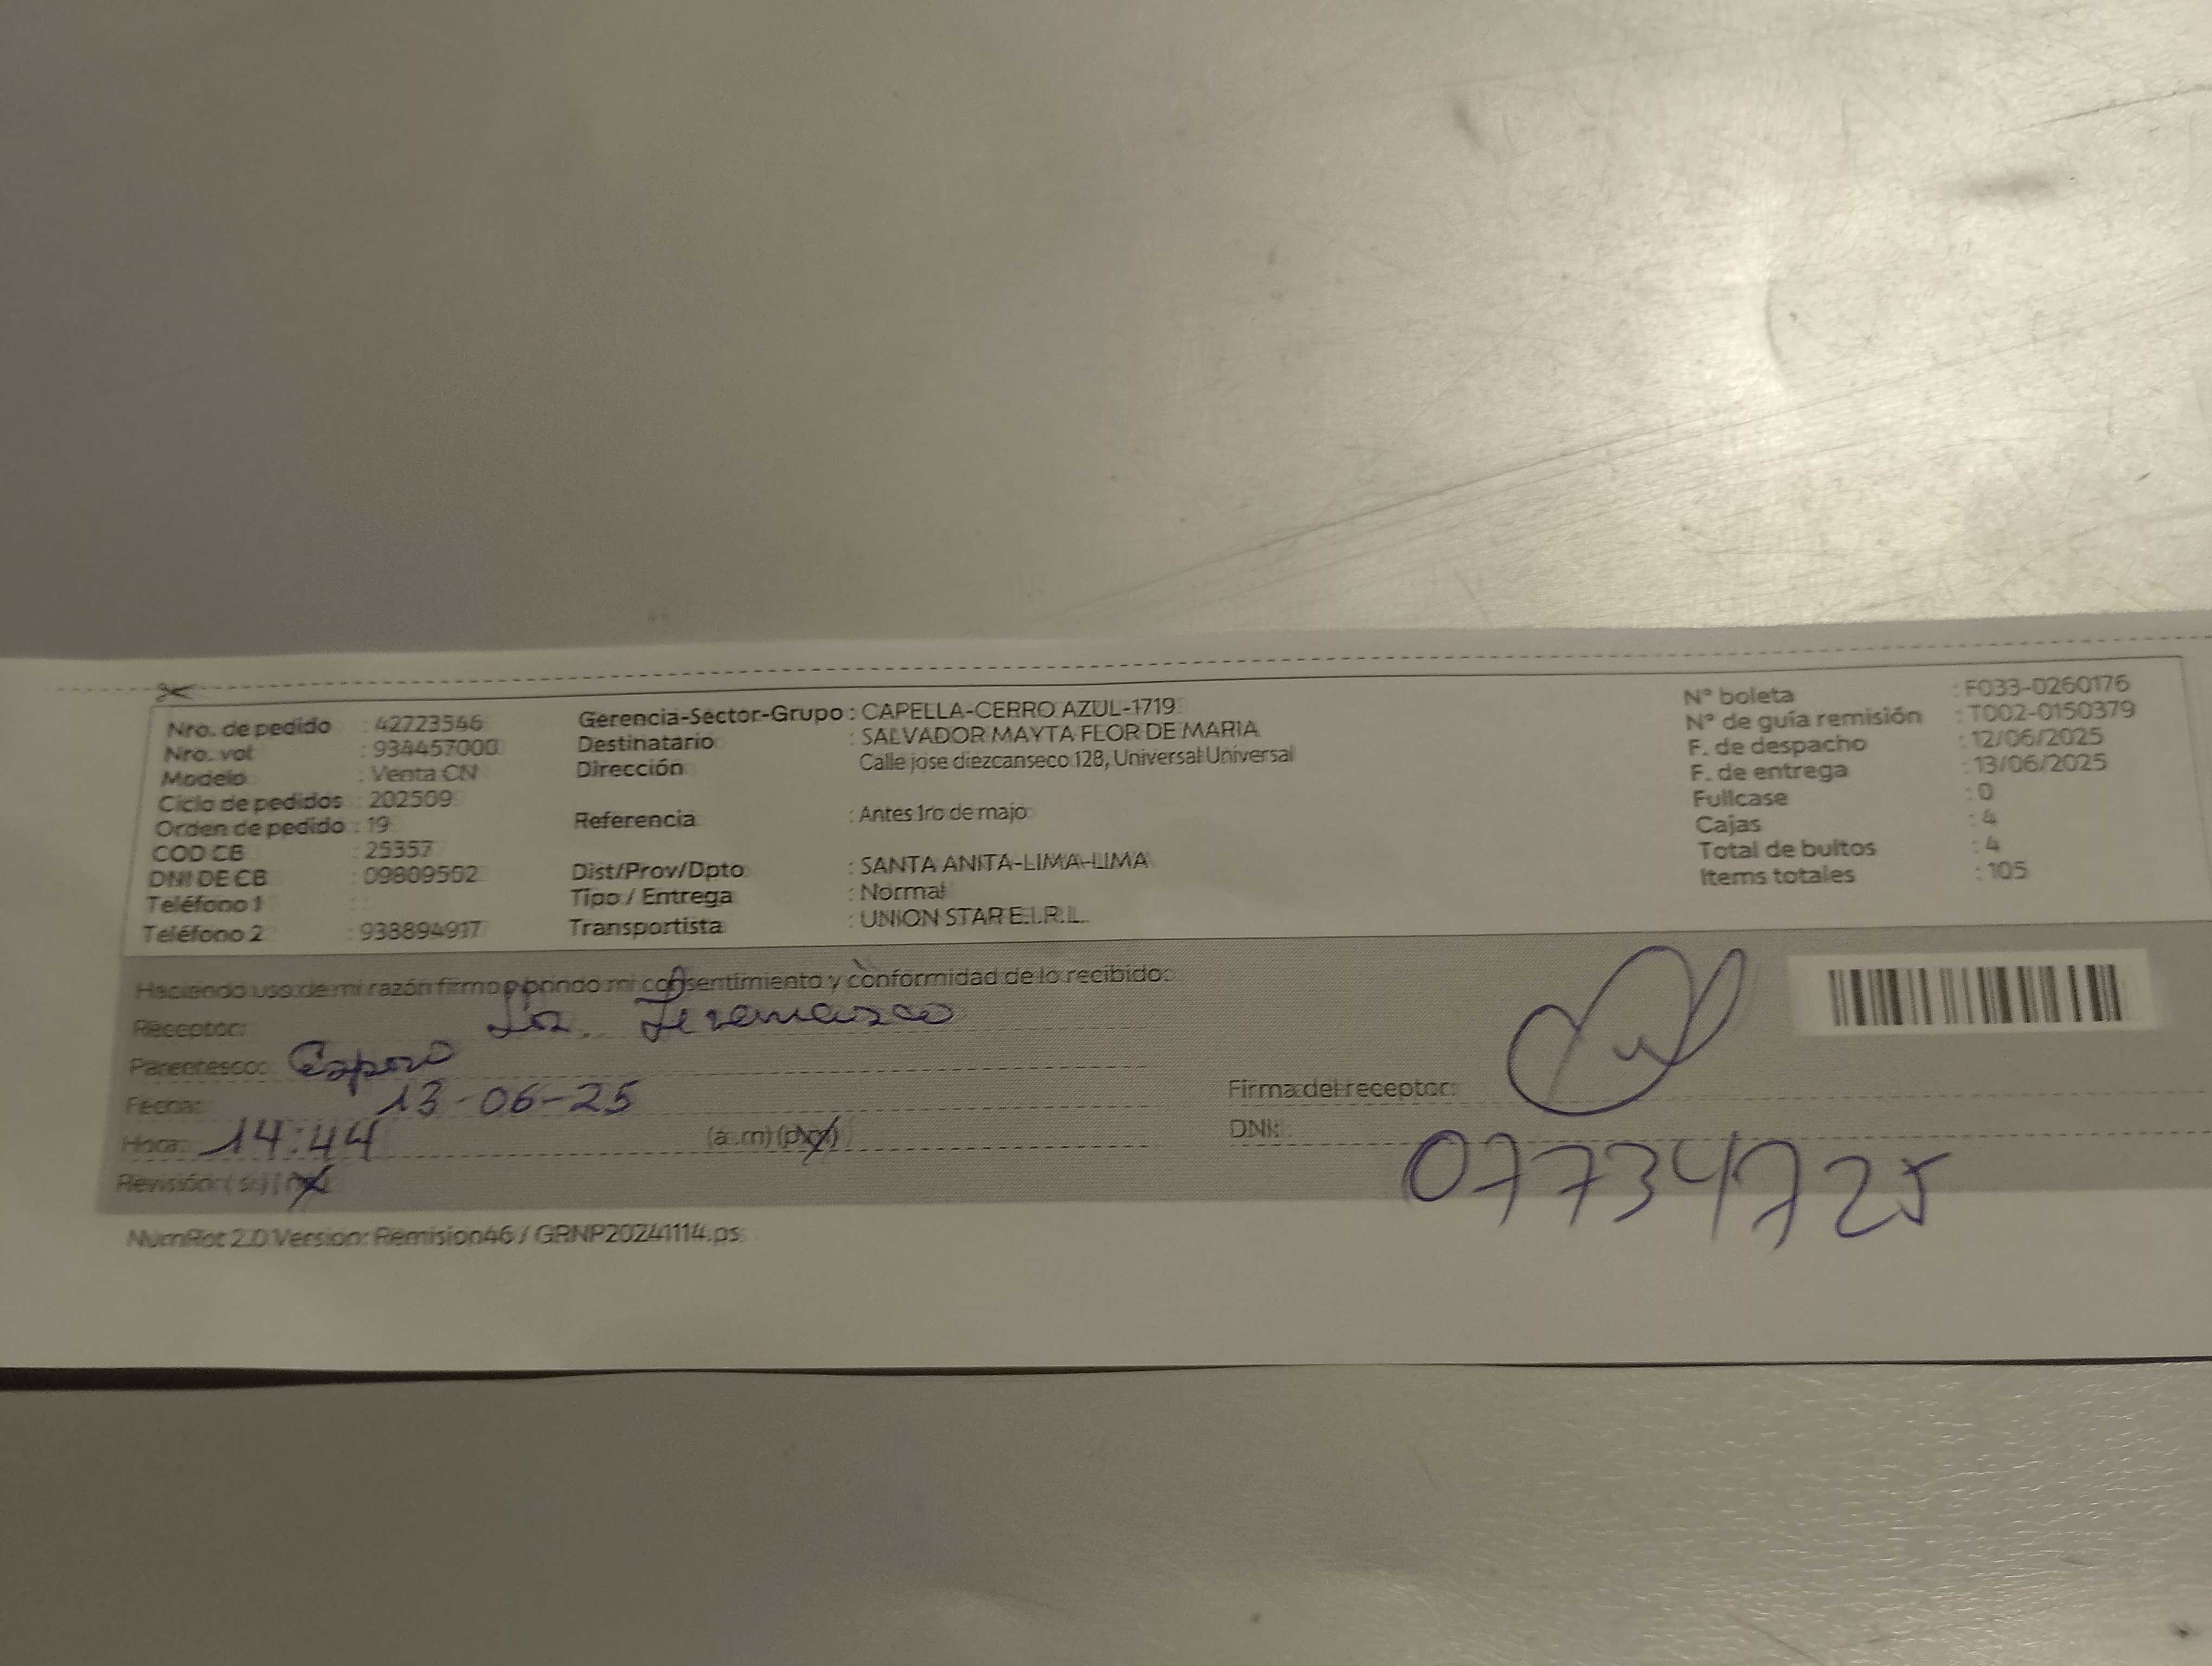 Nro. de pedido : 42723546
Nro. vol : 934457000
Modelo : Venta CN
Ciclo de pedidos : 202509
Orden de pedido : 19
COD CB : 25357
DNI DE CB : 09809502
Teléfono 1 :
Teléfono 2 : 938894917
Gerencia-Sector-Grupo : CAPELLA-CERRO AZUL-1719
Destinatario : SALVADOR MAYTA FLOR DE MARIA
Dirección Calle jose diezcanseco 128, Universal Universal
Referencia : Antes 1ro de majo
Dist/Prov/Dpto : SANTA ANITA-LIMA-LIMA
Tipo / Entrega : Normal
Transportista : UNION STAR E.I.R.L.
N° boleta : F033-0260176
N° de guía remisión : T002-0150379
F. de despacho : 12/06/2025
F. de entrega : 13/06/2025
Fullcase : 0
Cajas : 4
Total de bultos : 4
Items totales : 105
Haciendo uso de mi razón firmo y brindo mi consentimiento y conformidad de lo recibido.
Receptor:
Parentesco: Esposo
Fecha: 13-06-25
Hora: 14:44 (a.m) (p.m)
Revisión: (si) (no)
Firma del receptor:
DNI:
07734725
NumRot 2.0 Version: Remision46 / GRNP20241114.ps